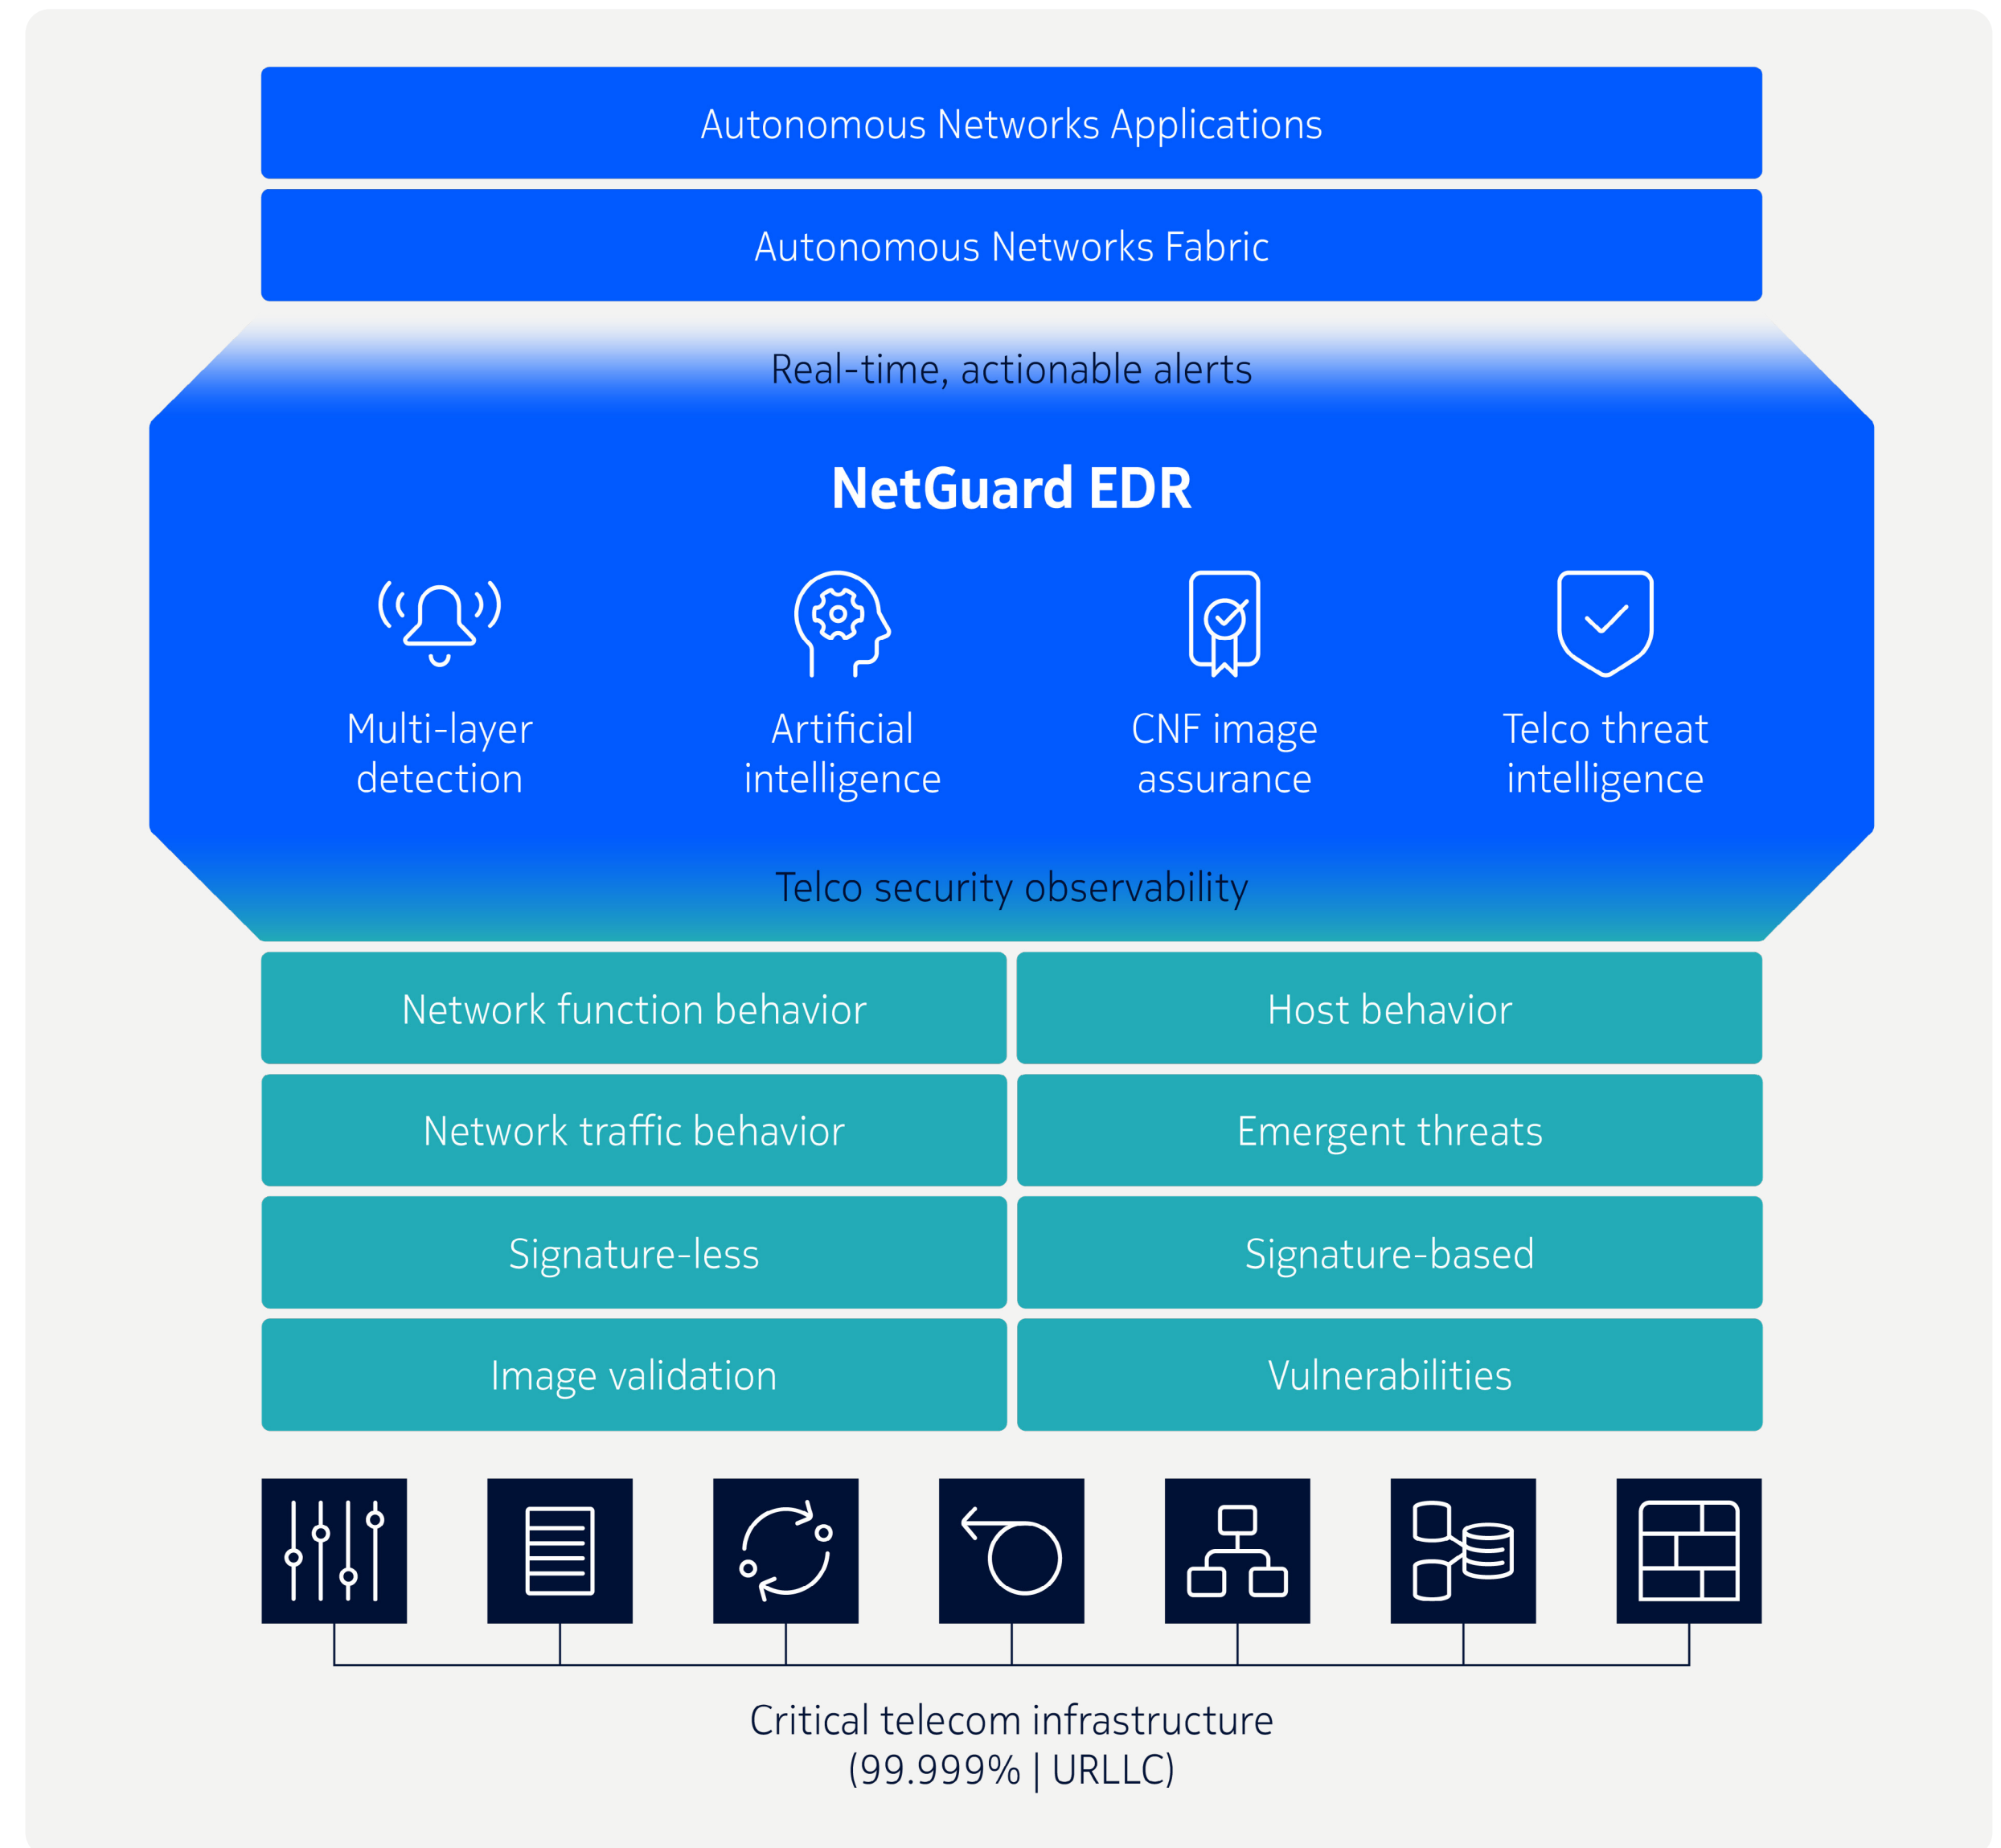 Autonomous Networks Applications
Autonomous Networks Fabric
Real-time, actionable alerts
NetGuard EDR
Multi-layer
detection
Artificial
intelligence
CNF image
assurance
Telco threat
intelligence
Telco security observability
Network function behavior
Host behavior
Network traffic behavior
Emergent threats
Signature-less
Signature-based
Image validation
Vulnerabilities
Critical telecom infrastructure
(99.999% | URLLC)